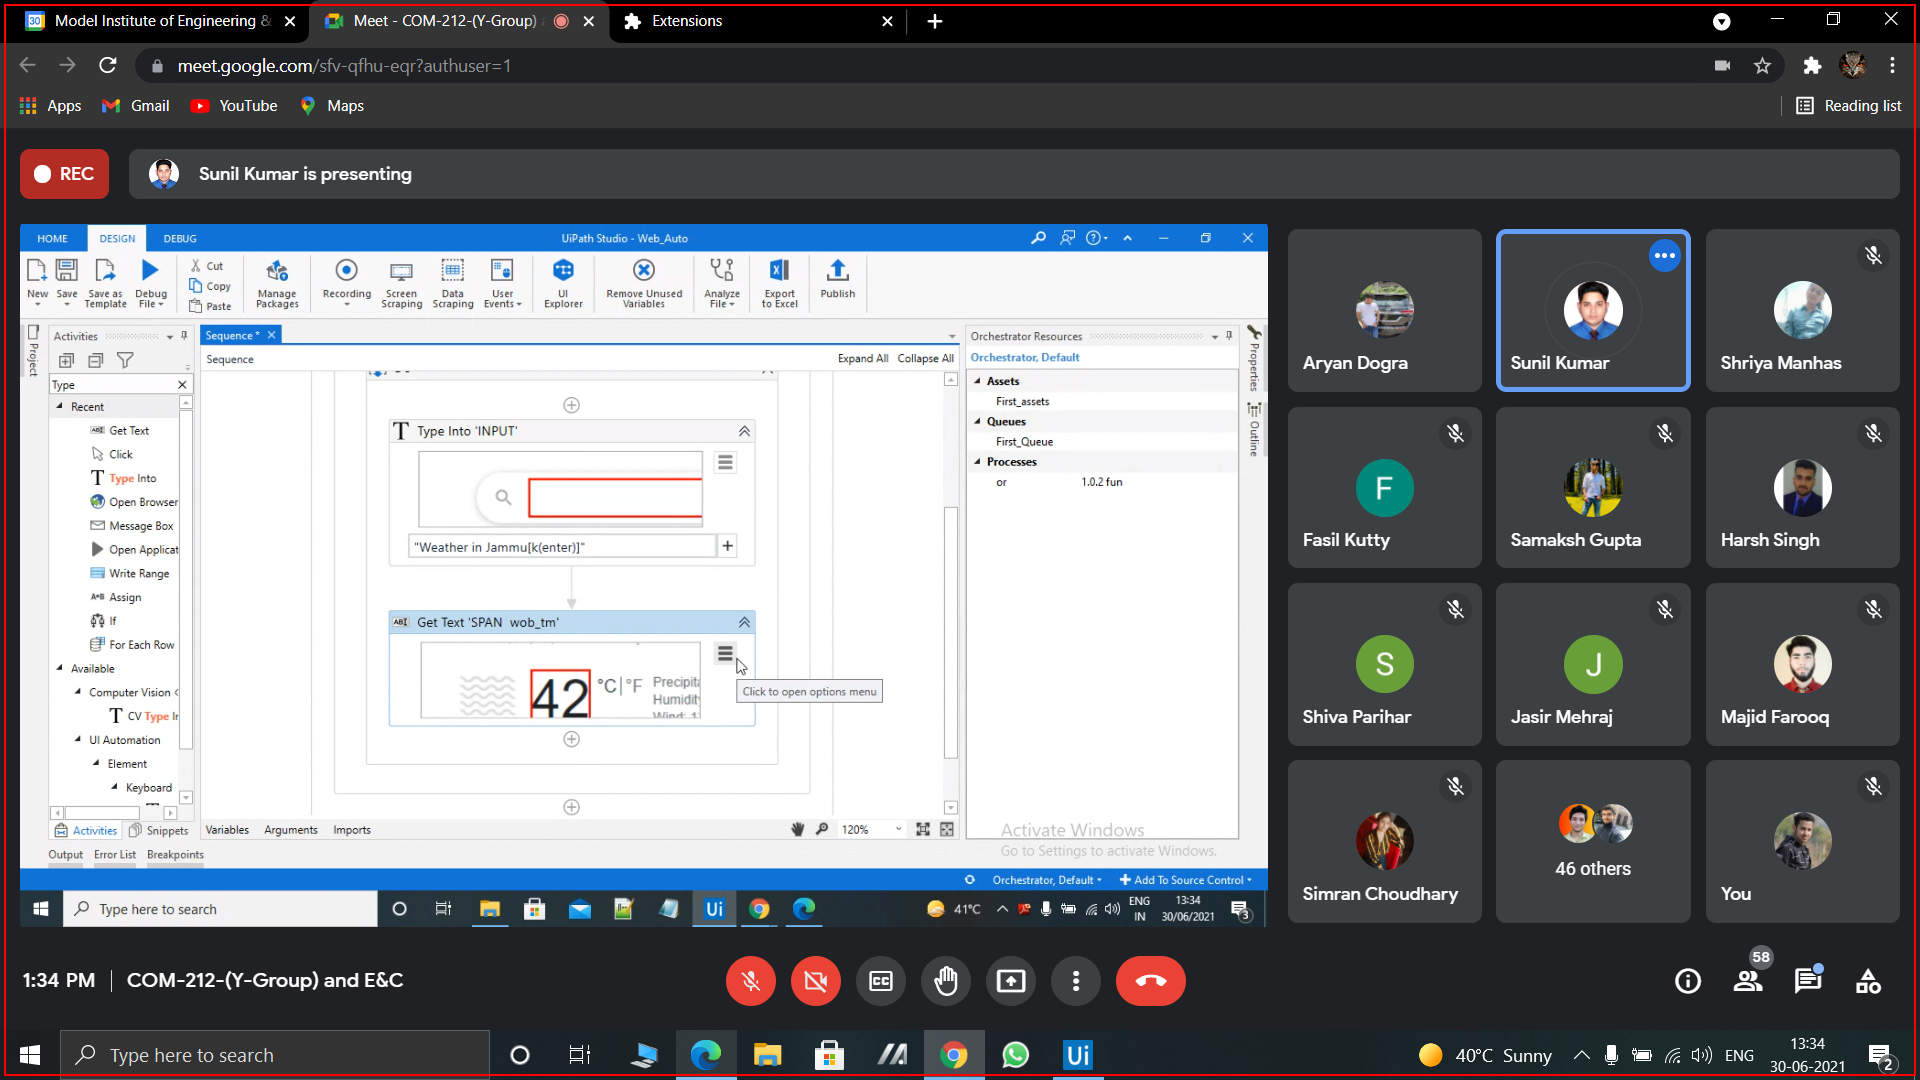 Model Institute of Engineering &
Meet - COM-212-(Y-Group)
Extensions
meet.google.com/sfv-qfhu-eqr?authuser=1
Apps
Gmail
YouTube
Maps
Reading list
REC
Sunil Kumar is presenting
HOME
DESIGN
DEBUG
UiPath Studio - Web_Auto
New
Save
Save as
Template
Debug
File
Cut
Copy
Paste
Manage
Packages
Recording
Screen
Scraping
Data
Scraping
User
Events
UI
Explorer
Remove Unused
Variables
Analyze
File
Export
to Excel
Publish
Project
Activities
Type
Recent
Get Text
Click
Type Into
Open Browser
Message Box
Open Applicat
Write Range
Assign
If
For Each Row
Available
Computer Vision
CV Type Ir
UI Automation
Element
Keyboard
Activities
Snippets
Output
Error List
Breakpoints
Sequence *
Sequence
Expand All
Collapse All
Type Into 'INPUT'
"Weather in Jammu[k(enter)]"
Get Text 'SPAN wob_tm'
42
°C|°F
Precipita
Humidity
Wind: 1
Click to open options menu
Variables
Arguments
Imports
120%
Orchestrator Resources
Orchestrator, Default
Assets
First_assets
Queues
First_Queue
Processes
or
1.0.2 fun
Properties
Outline
Activate Windows
Go to Settings to activate Windows.
Orchestrator, Default
Add To Source Control
Type here to search
Ui
41°C
ENG
IN
13:34
30/06/2021
3
Aryan Dogra
Sunil Kumar
Shriya Manhas
F
Fasil Kutty
Samaksh Gupta
Harsh Singh
S
Shiva Parihar
J
Jasir Mehraj
Majid Farooq
Simran Choudhary
46 others
You
1:34 PM
COM-212-(Y-Group) and E&C
58
Type here to search
Ui
40°C Sunny
ENG
13:34
30-06-2021
2